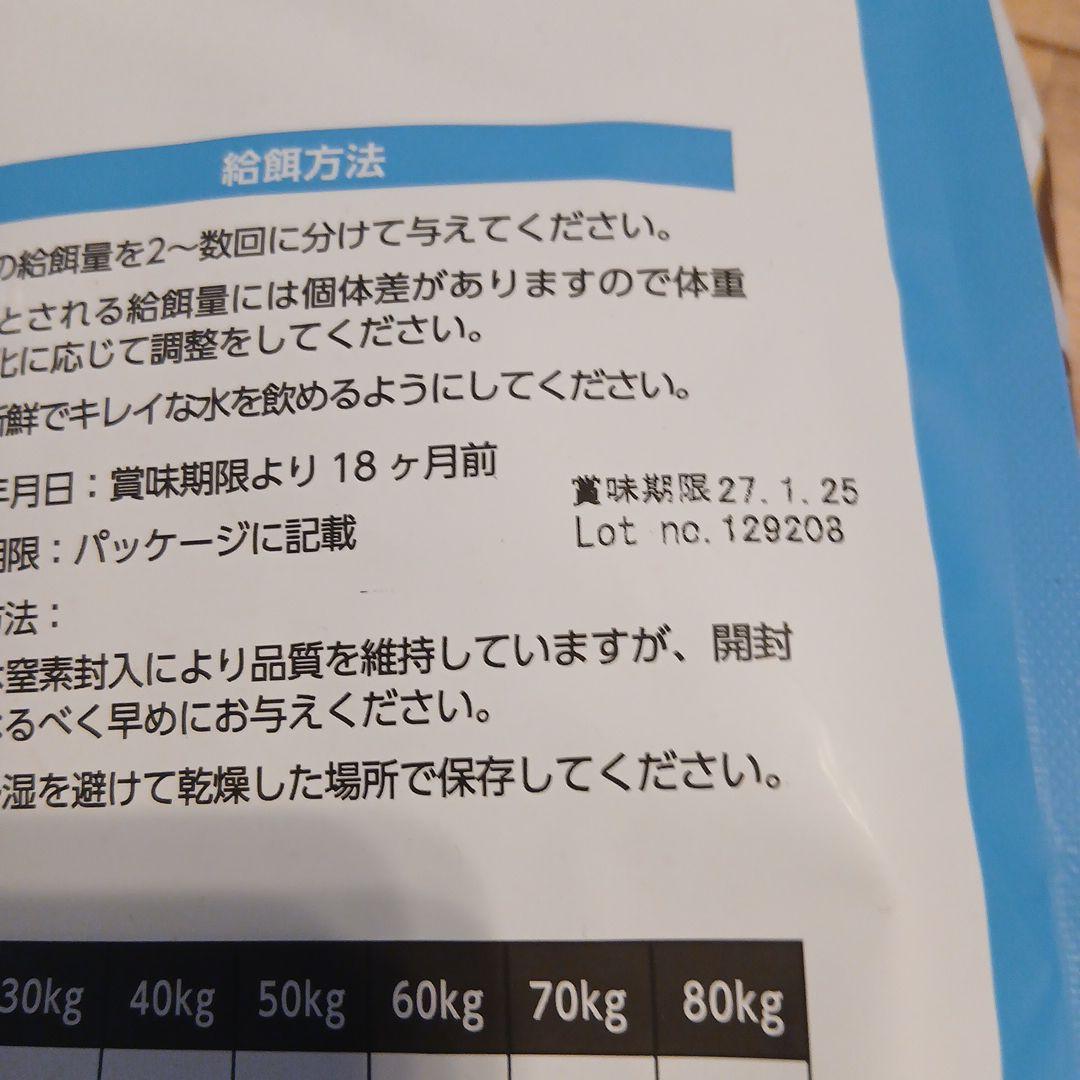 給餌方法
の給餌量を2〜数回に分けて与えてください。
とされる給餌量には個体差がありますので体重
化に応じて調整をしてください。
新鮮でキレイな水を飲めるようにしてください。
年月日：賞味期限より 18 ヶ月前
賞味期限27.1.25
期限：パッケージに記載
Lot no.129208
方法：
窒素封入により品質を維持していますが、開封
なるべく早めにお与えください。
湿を避けて乾燥した場所で保存してください。
30kg 40kg 50kg 60kg 70kg 80kg